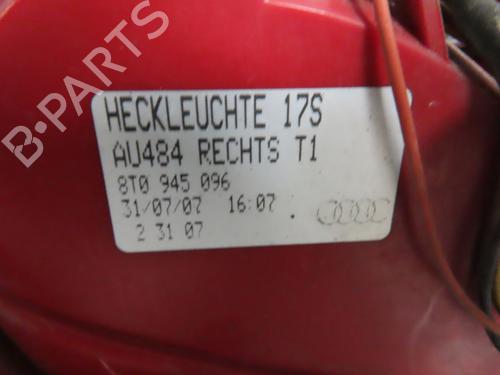 B-PARTS
HECKLEUCHTE 17S
AU484 RECHTS T1
8T0 945 096
31/07/07 16:07
2 31 07